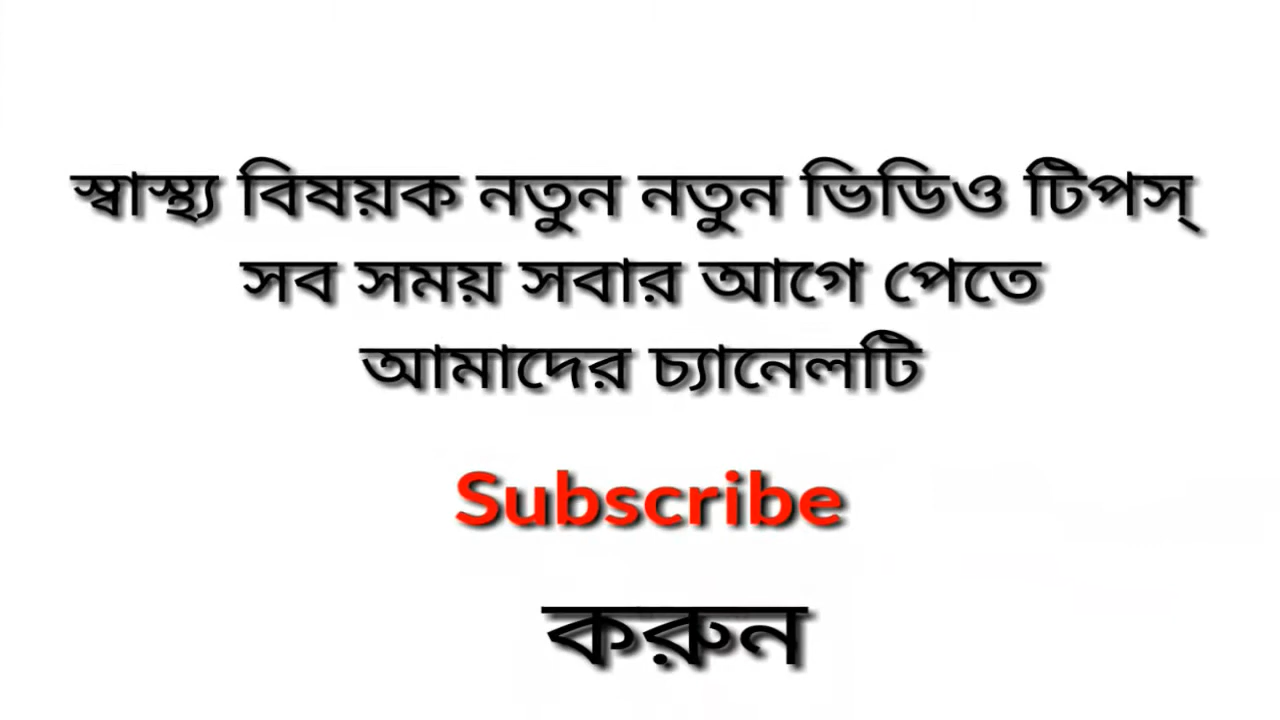 স্বাস্থ্য বিষয়ক নতুন নতুন ভিডিও টিপস্
সব সময় সবার আগে পেতে
আমাদের চ্যানেলটি
Subscribe
করুন